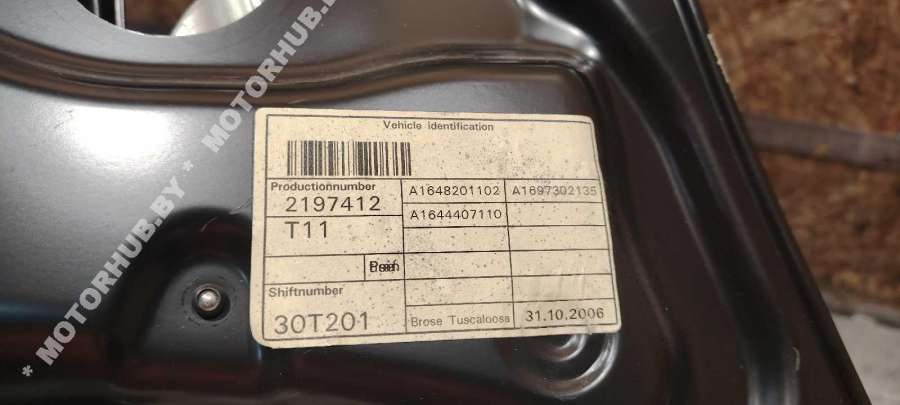 Vehicle identification
Productionnumber
2197412
A1648201102 A1697302135
T11
A1644407110
Shiftnumber
30T201
Brose Tuscaloosa 31.10.2006
* MOTORHUB.BY * MOTORHUB.BY